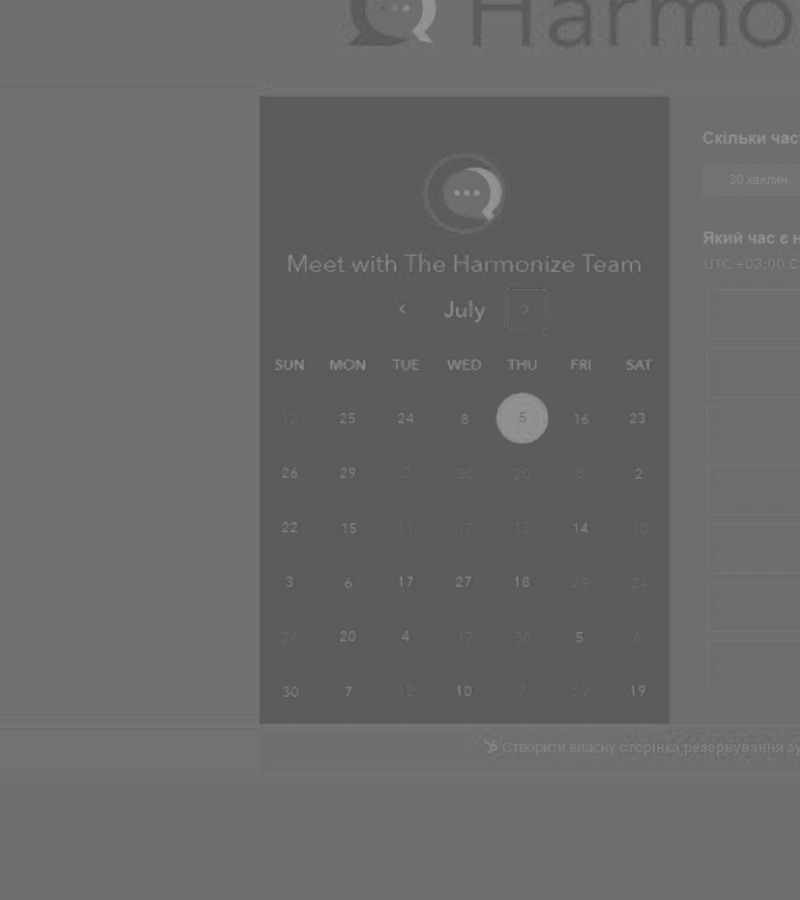 Harmo
Meet with The Harmonize Team
July
SUN MON TUE WED THU FRI SAT
12 25 24 8 5 16 23
26 29 2 30 20 8 2
22 15 11 17 13 14 10
3 6 17 27 18 29 24
26 20 4 17 30 5 6
30 7 12 10 7 29 19
Скільки час
30 хвилин
Який час є н
UTC +03:00 С
Створити власну сторінка резервування зу